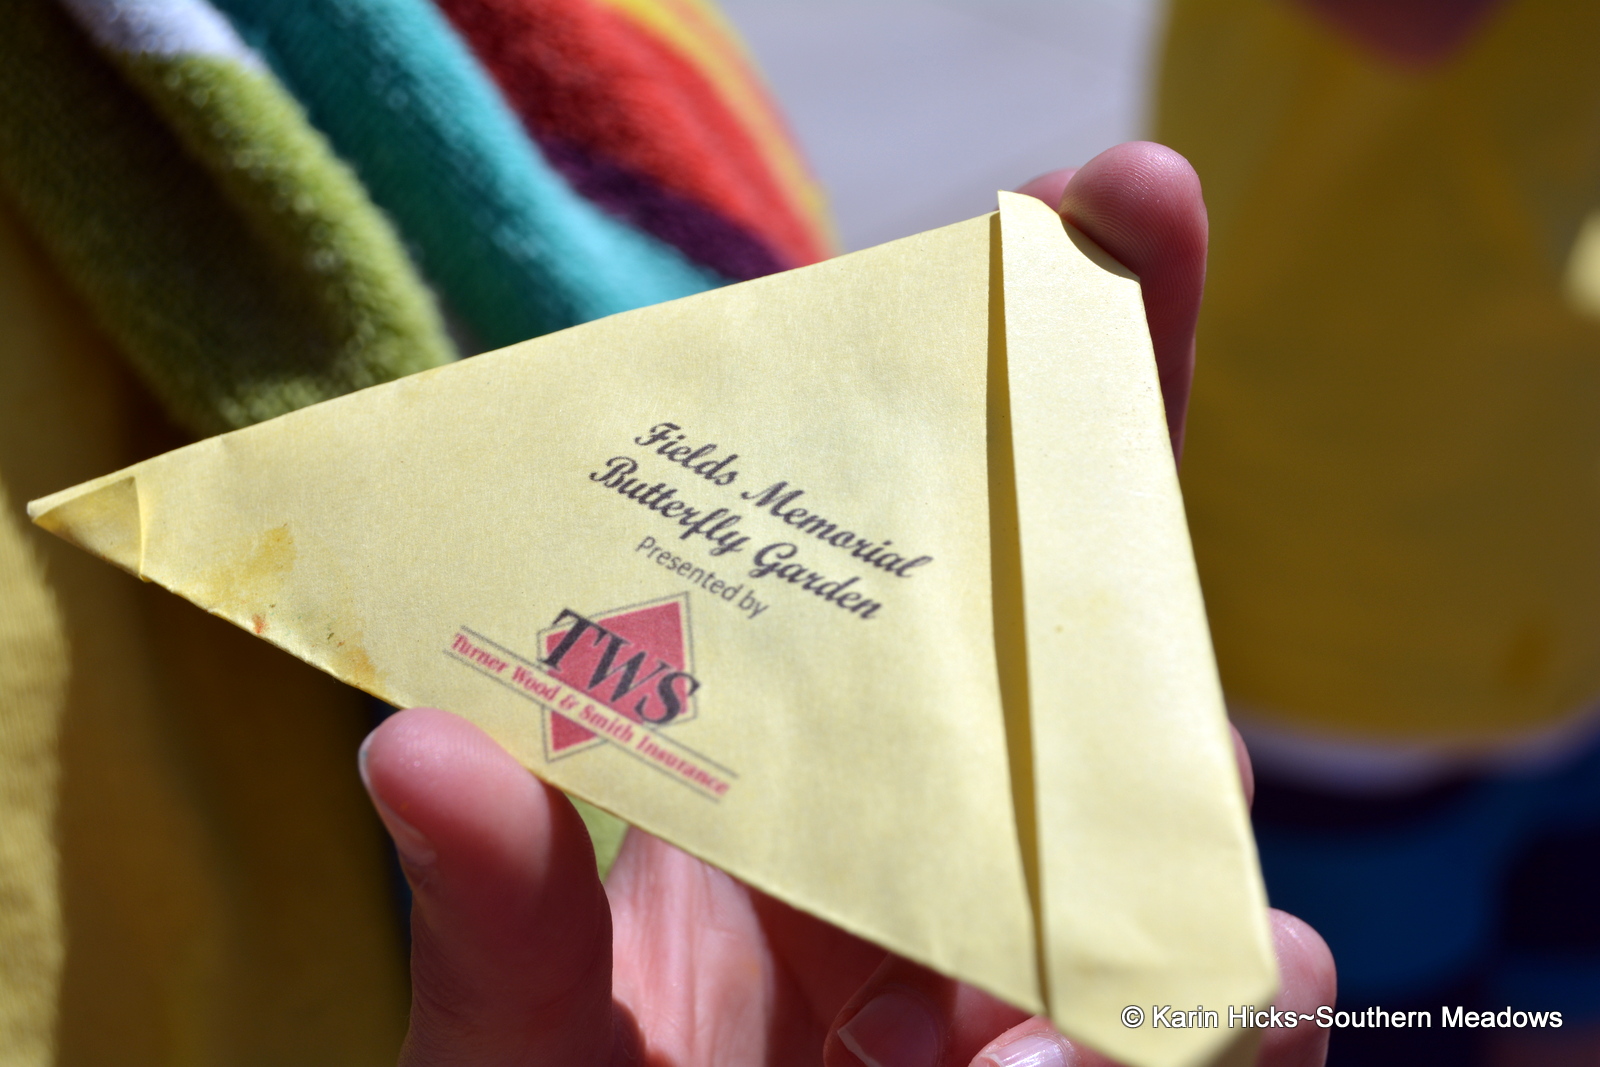 Fields Memorial
Butterfly Garden
Presented by
TWS
Turner Wood & Smith Insurance
© Karin Hicks~Southern Meadows